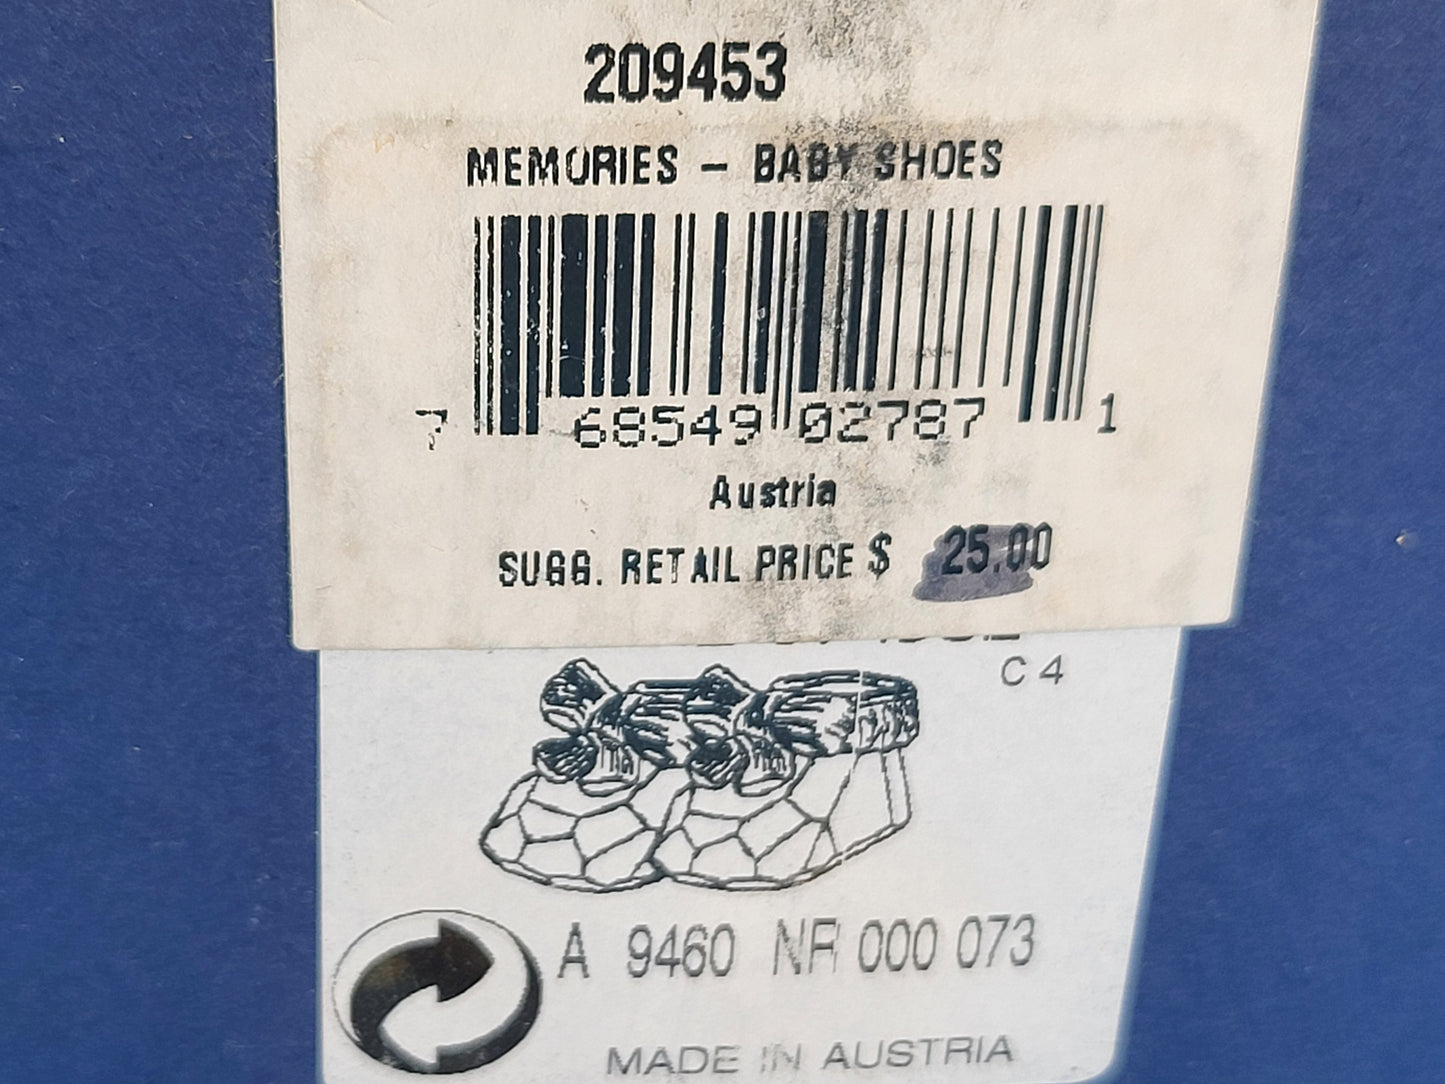 209453
MEMORIES - BABY SHOES
7 68549 02787 1
Austria
SUGG. RETAIL PRICE $ 25.00
C 4
A 9460 NR 000 073
MADE IN AUSTRIA